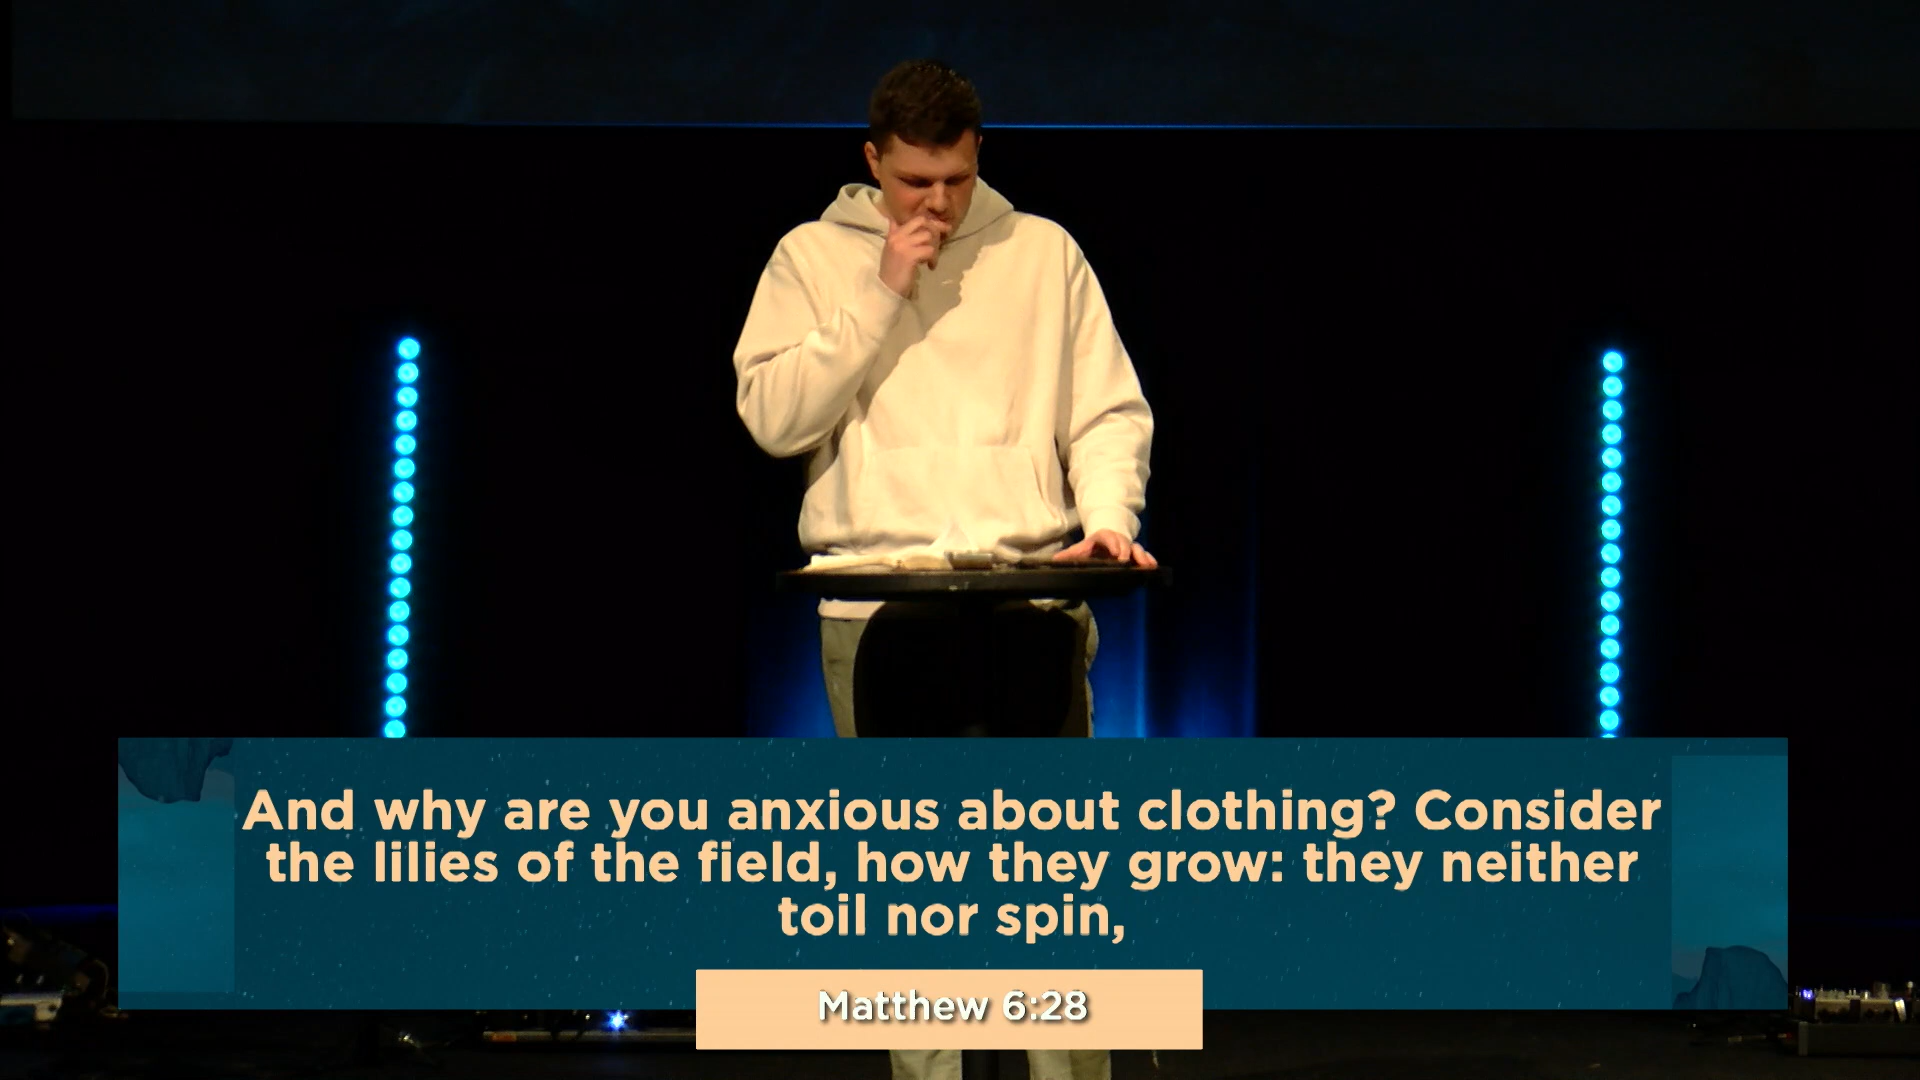 And why are you anxious about clothing? Consider
the lilies of the field, how they grow: they neither
toil nor spin,
Matthew 6:28